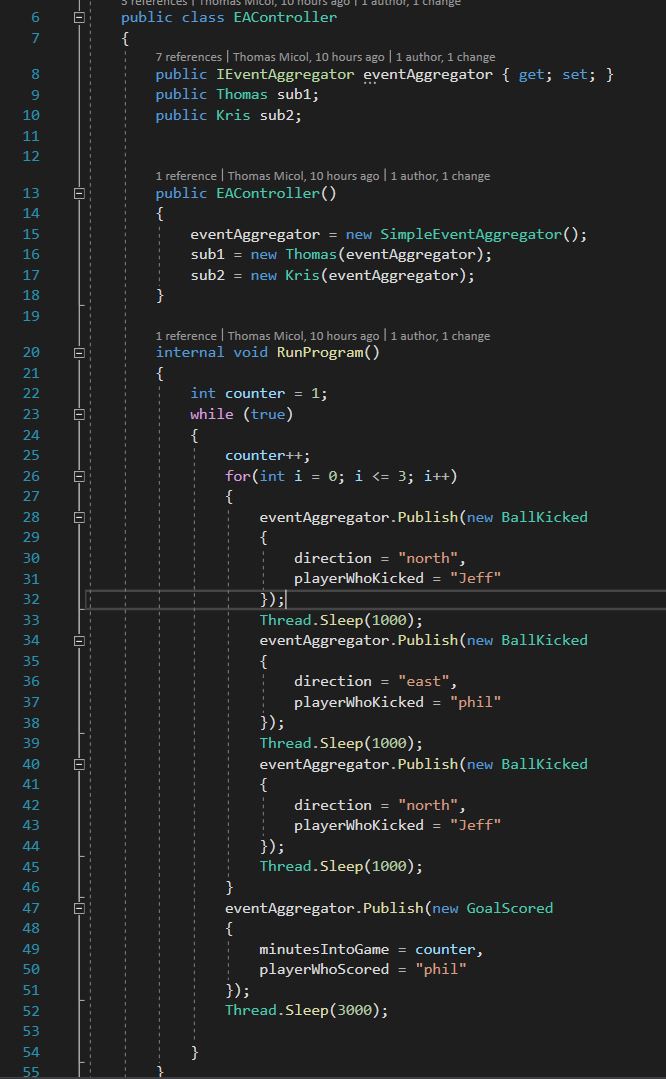 3 references | Thomas Micol, 10 hours ago | 1 author, 1 change
6 public class EAController
7 {
7 references | Thomas Micol, 10 hours ago | 1 author, 1 change
8 public IEventAggregator eventAggregator { get; set; }
9 public Thomas sub1;
10 public Kris sub2;
11
12
1 reference | Thomas Micol, 10 hours ago | 1 author, 1 change
13 public EAController()
14 {
15 eventAggregator = new SimpleEventAggregator();
16 sub1 = new Thomas(eventAggregator);
17 sub2 = new Kris(eventAggregator);
18 }
19
1 reference | Thomas Micol, 10 hours ago | 1 author, 1 change
20 internal void RunProgram()
21 {
22 int counter = 1;
23 while (true)
24 {
25 counter++;
26 for(int i = 0; i <= 3; i++)
27 {
28 eventAggregator.Publish(new BallKicked
29 {
30 direction = "north",
31 playerWhoKicked = "Jeff"
32 });
33 Thread.Sleep(1000);
34 eventAggregator.Publish(new BallKicked
35 {
36 direction = "east",
37 playerWhoKicked = "phil"
38 });
39 Thread.Sleep(1000);
40 eventAggregator.Publish(new BallKicked
41 {
42 direction = "north",
43 playerWhoKicked = "Jeff"
44 });
45 Thread.Sleep(1000);
46 }
47 eventAggregator.Publish(new GoalScored
48 {
49 minutesIntoGame = counter,
50 playerWhoScored = "phil"
51 });
52 Thread.Sleep(3000);
53
54 }
55 }